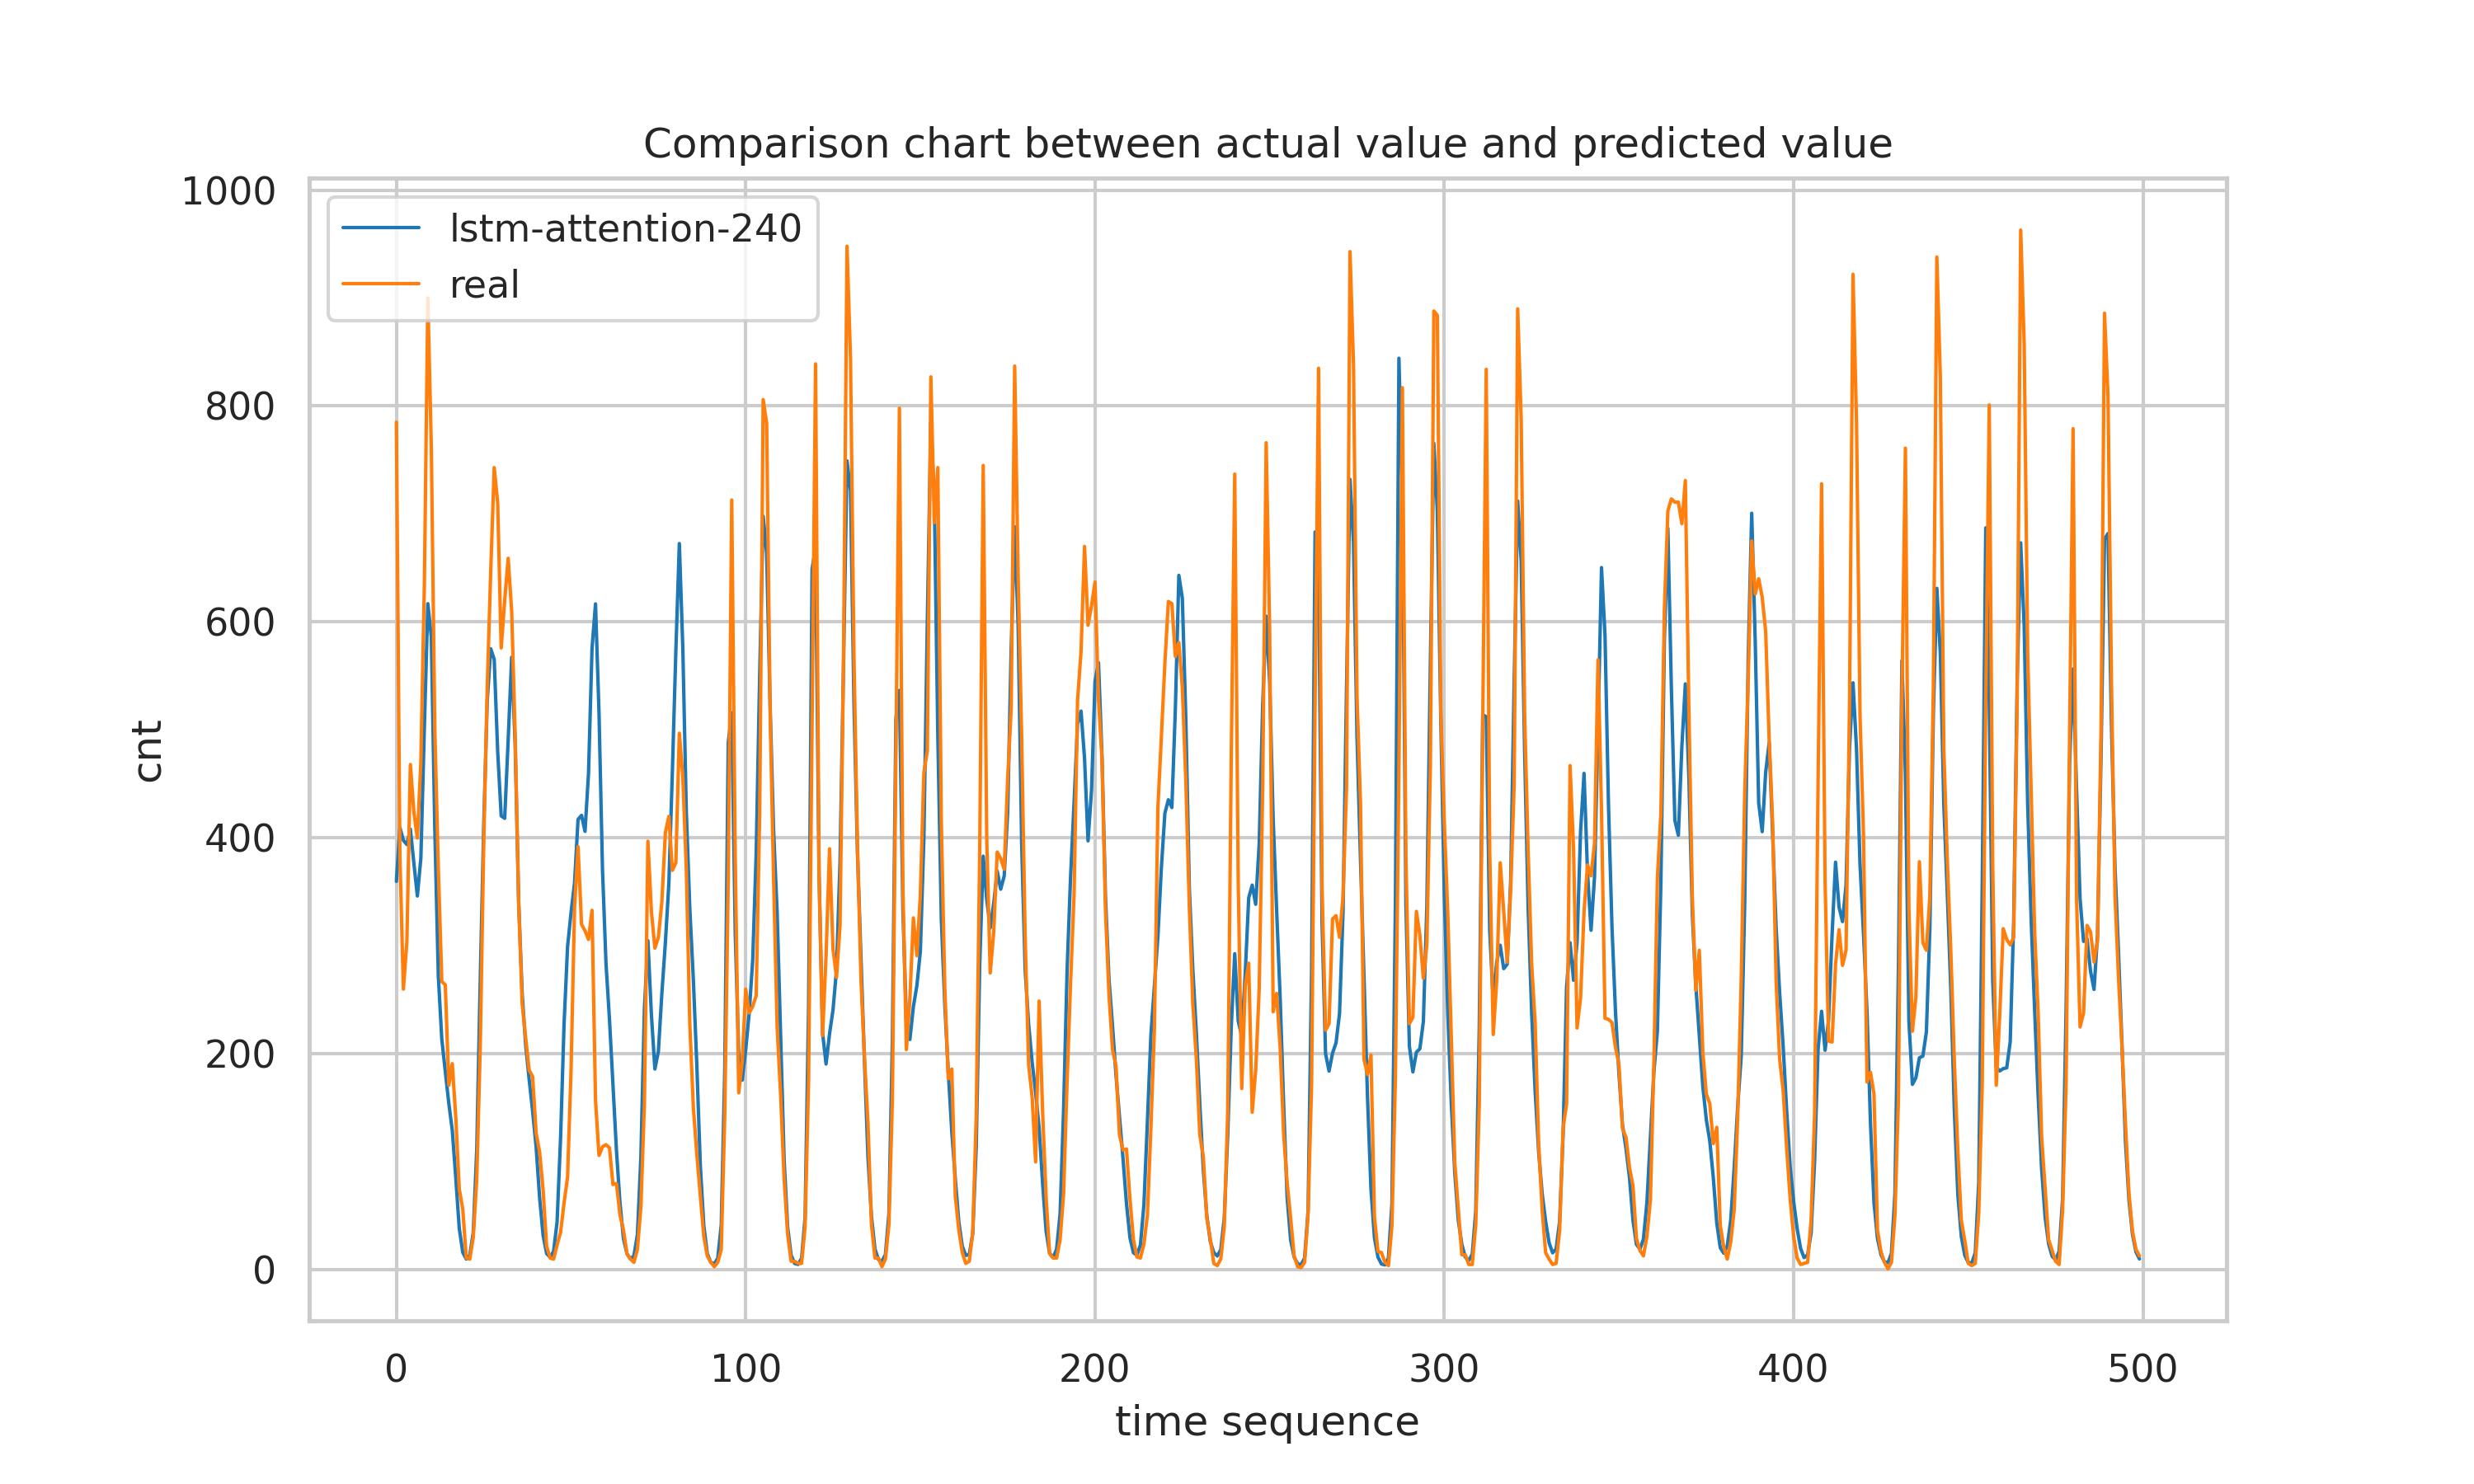 Comparison chart between actual value and predicted value
lstm-attention-240
real
1000
800
600
400
200
0
cnt
0 100 200 300 400 500
time sequence